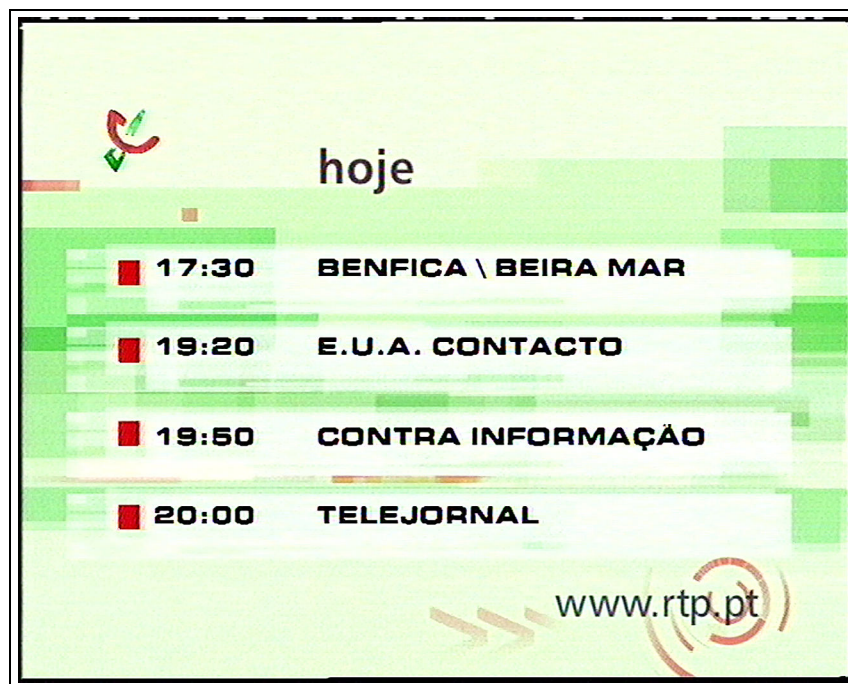 hoje
17:30 BENFICA \ BEIRA MAR
19:20 E.U.A. CONTACTO
19:50 CONTRA INFORMAÇÃO
20:00 TELEJORNAL
www.rtp.pt